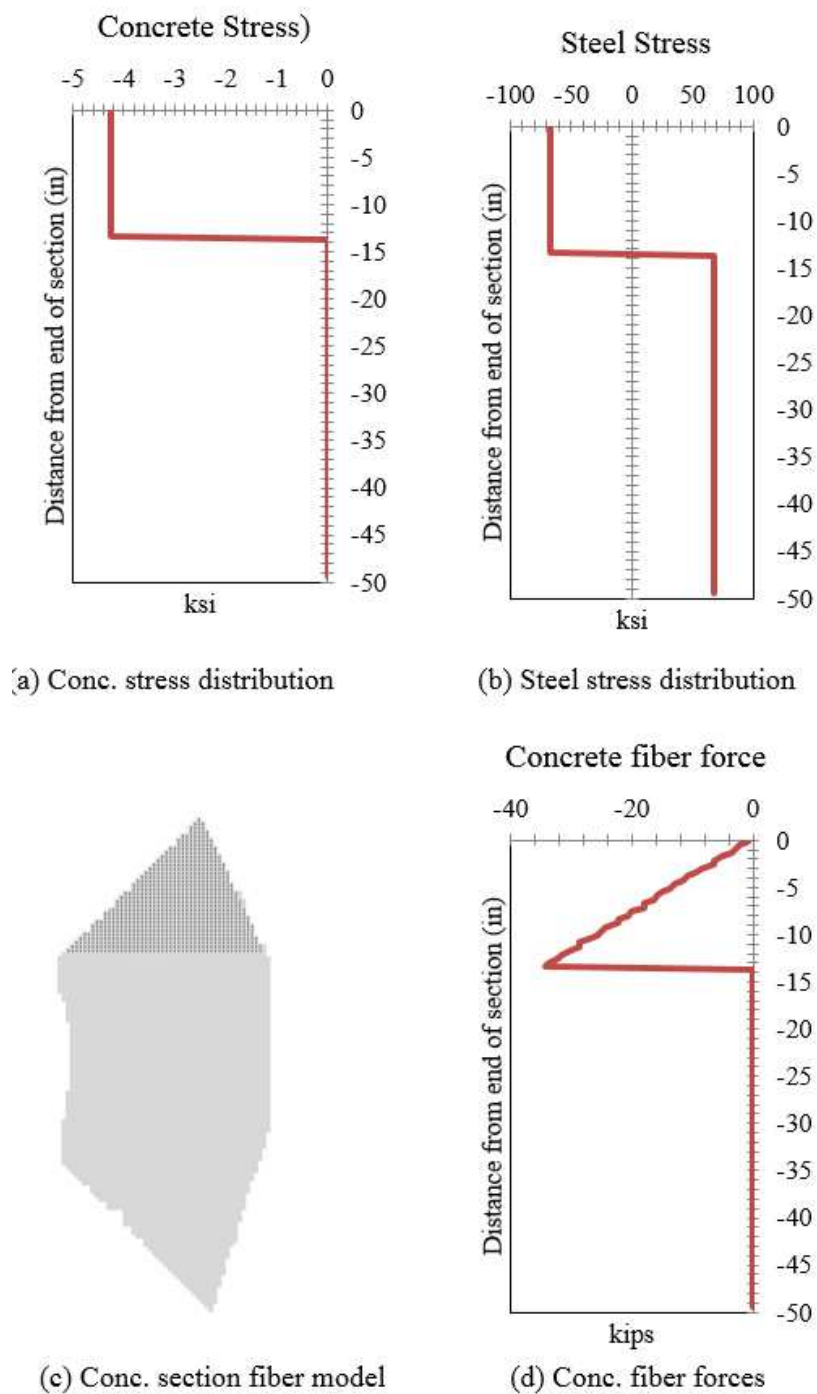 Concrete Stress)
-5 -4 -3 -2 -1 0
0
-5
-10
-15
-20
-25
-30
-35
-40
-45
-50
Distance from end of section (in)
ksi
(a) Conc. stress distribution
Steel Stress
-100 -50 0 50 100
0
-5
-10
-15
-20
-25
-30
-35
-40
-45
-50
Distance from end of section (in)
ksi
(b) Steel stress distribution
(c) Conc. section fiber model
Concrete fiber force
-40 -20 0
0
-5
-10
-15
-20
-25
-30
-35
-40
-45
-50
Distance from end of section (in)
kips
(d) Conc. fiber forces